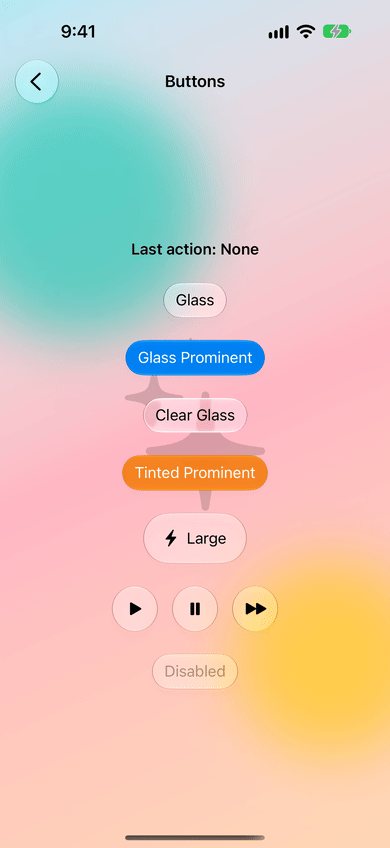 9:41
Buttons
Last action: None
Glass
Glass Prominent
Clear Glass
Tinted Prominent
Large
Disabled